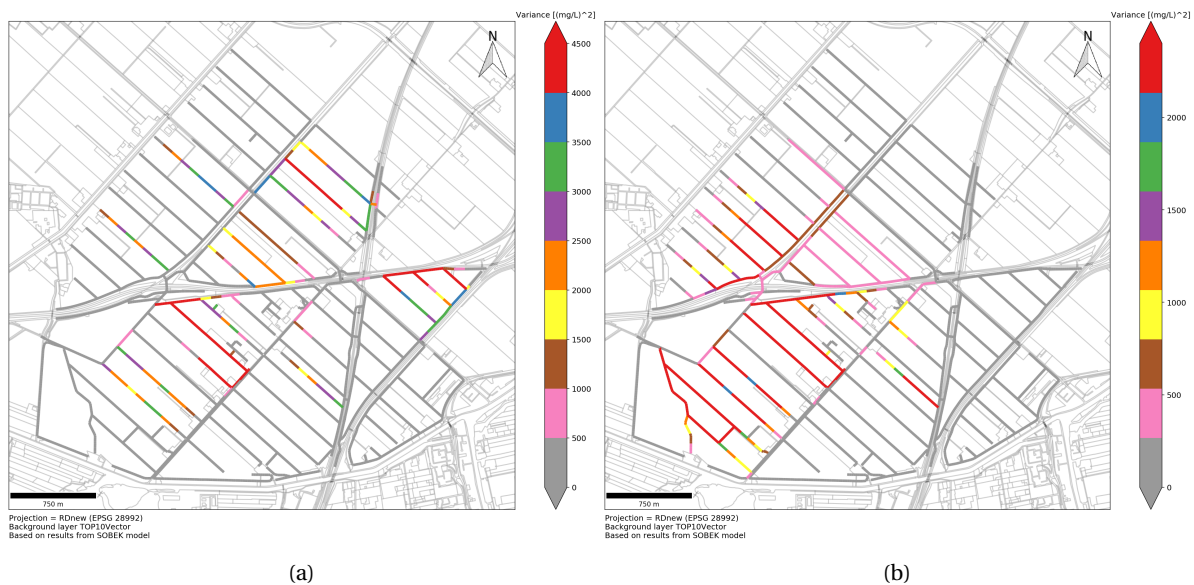 Variance [(mg/L)^2]
N
4500
4000
3500
3000
2500
2000
1500
1000
500
0
750 m
Projection = RDnew (EPSG 28992)
Background layer TOP10Vector
Based on results from SOBEK model
(a)
Variance [(mg/L)^2]
N
2000
1500
1000
500
0
750 m
Projection = RDnew (EPSG 28992)
Background layer TOP10Vector
Based on results from SOBEK model
(b)